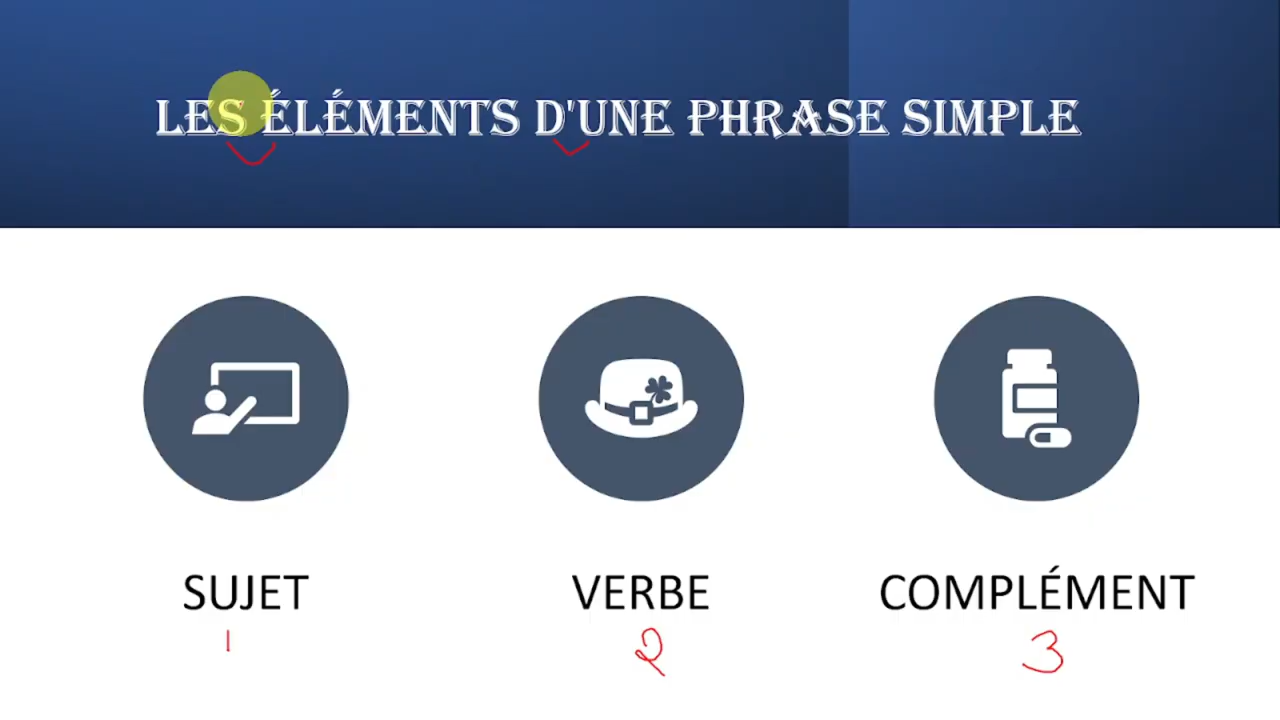 LES ÉLÉMENTS D'UNE PHRASE SIMPLE
SUJET
VERBE
COMPLÉMENT
1
2
3